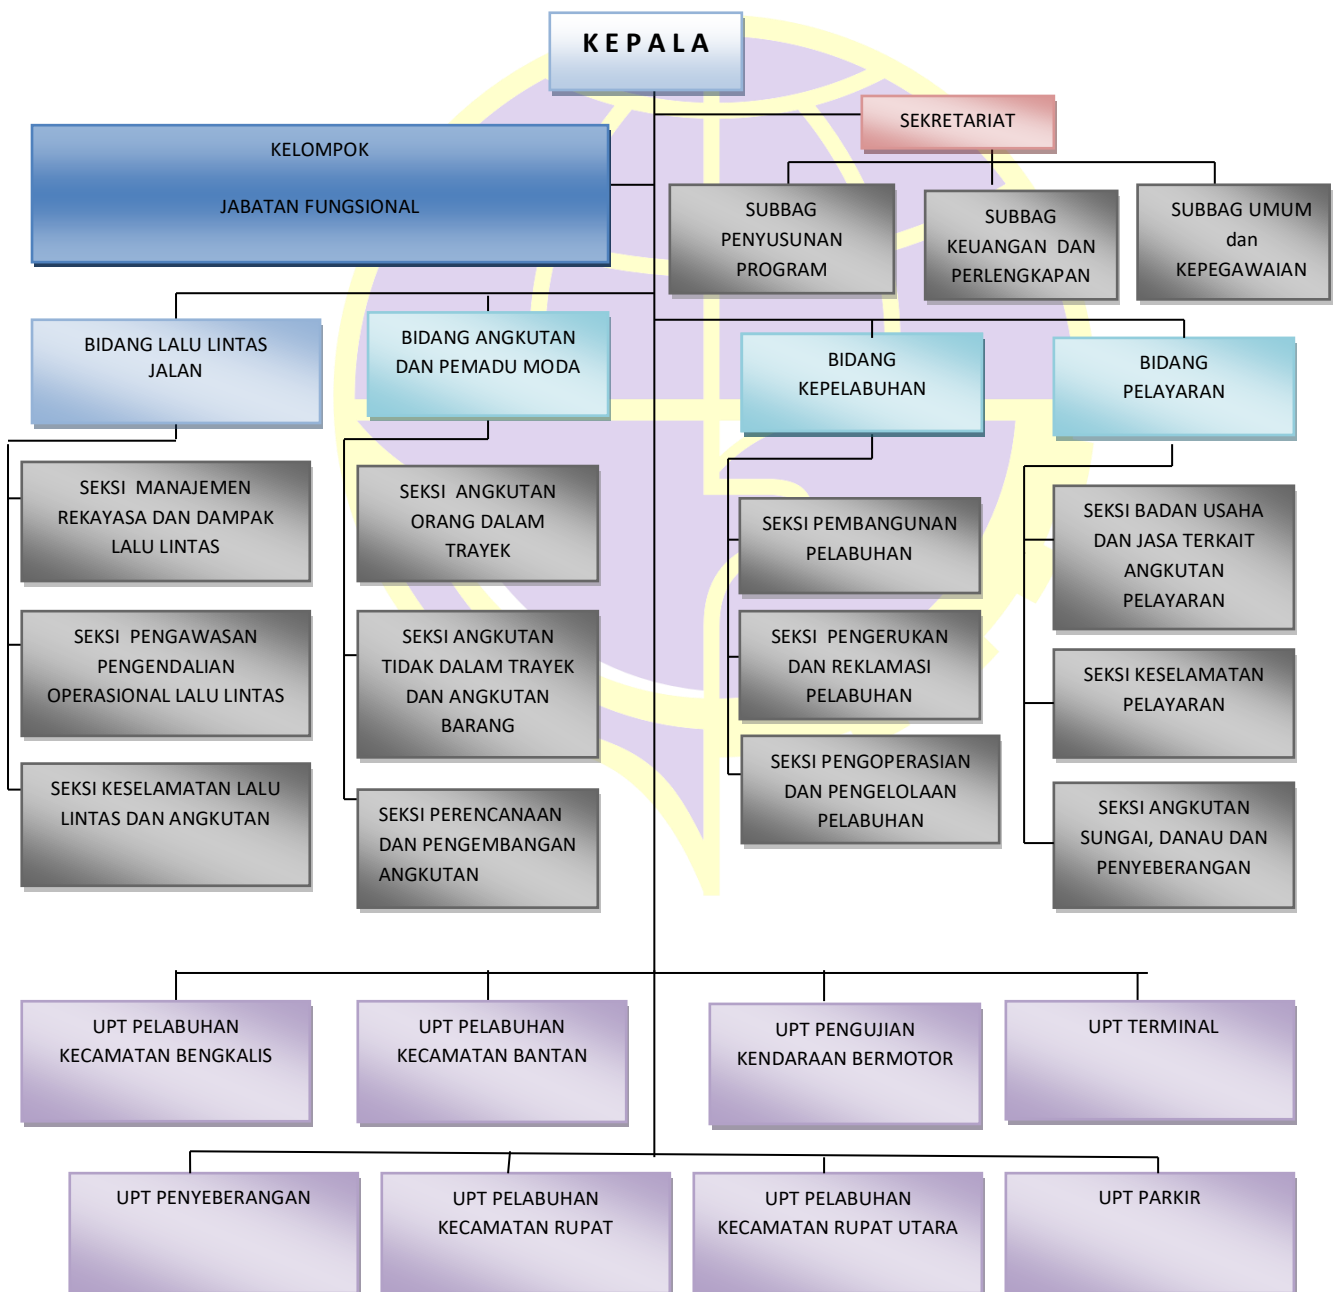 K E P A L A
SEKRETARIAT
KELOMPOK
JABATAN FUNGSIONAL
SUBBAG
PENYUSUNAN
PROGRAM
SUBBAG
KEUANGAN DAN
PERLENGKAPAN
SUBBAG UMUM
dan
KEPEGAWAIAN
BIDANG LALU LINTAS
JALAN
BIDANG ANGKUTAN
DAN PEMADU MODA
BIDANG
KEPELABUHAN
BIDANG
PELAYARAN
SEKSI MANAJEMEN
REKAYASA DAN DAMPAK
LALU LINTAS
SEKSI PENGAWASAN
PENGENDALIAN
OPERASIONAL LALU LINTAS
SEKSI KESELAMATAN LALU
LINTAS DAN ANGKUTAN
SEKSI ANGKUTAN
ORANG DALAM
TRAYEK
SEKSI ANGKUTAN
TIDAK DALAM TRAYEK
DAN ANGKUTAN
BARANG
SEKSI PERENCANAAN
DAN PENGEMBANGAN
ANGKUTAN
SEKSI PEMBANGUNAN
PELABUHAN
SEKSI PENGERUKAN
DAN REKLAMASI
PELABUHAN
SEKSI PENGOPERASIAN
DAN PENGELOLAAN
PELABUHAN
SEKSI BADAN USAHA
DAN JASA TERKAIT
ANGKUTAN
PELAYARAN
SEKSI KESELAMATAN
PELAYARAN
SEKSI ANGKUTAN
SUNGAI, DANAU DAN
PENYEBERANGAN
UPT PELABUHAN
KECAMATAN BENGKALIS
UPT PELABUHAN
KECAMATAN BANTAN
UPT PENGUJIAN
KENDARAAN BERMOTOR
UPT TERMINAL
UPT PENYEBERANGAN
UPT PELABUHAN
KECAMATAN RUPAT
UPT PELABUHAN
KECAMATAN RUPAT UTARA
UPT PARKIR